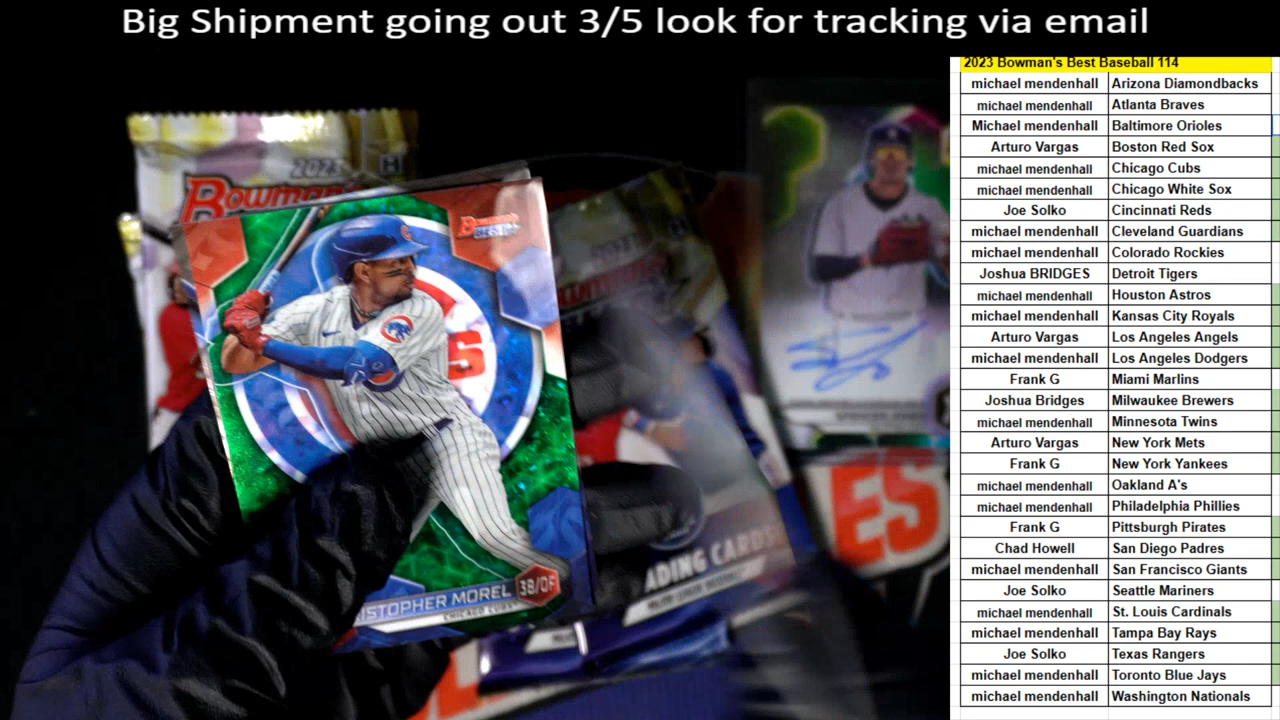 Big Shipment going out 3/5 look for tracking via email
2023 Bowman's Best Baseball 114
michael mendenhall Arizona Diamondbacks
michael mendenhall Atlanta Braves
Michael mendenhall Baltimore Orioles
Arturo Vargas Boston Red Sox
michael mendenhall Chicago Cubs
michael mendenhall Chicago White Sox
Joe Solko Cincinnati Reds
michael mendenhall Cleveland Guardians
michael mendenhall Colorado Rockies
Joshua BRIDGES Detroit Tigers
michael mendenhall Houston Astros
michael mendenhall Kansas City Royals
Arturo Vargas Los Angeles Angels
michael mendenhall Los Angeles Dodgers
Frank G Miami Marlins
Joshua Bridges Milwaukee Brewers
michael mendenhall Minnesota Twins
Arturo Vargas New York Mets
Frank G New York Yankees
michael mendenhall Oakland A's
michael mendenhall Philadelphia Phillies
Frank G Pittsburgh Pirates
Chad Howell San Diego Padres
michael mendenhall San Francisco Giants
Joe Solko Seattle Mariners
michael mendenhall St. Louis Cardinals
michael mendenhall Tampa Bay Rays
Joe Solko Texas Rangers
michael mendenhall Toronto Blue Jays
michael mendenhall Washington Nationals
2023
Bowman's
Bowman's
BEST
ISTOPHER MOREL 3B/OF
CHICAGO CUBS
ADING CARDS
ES